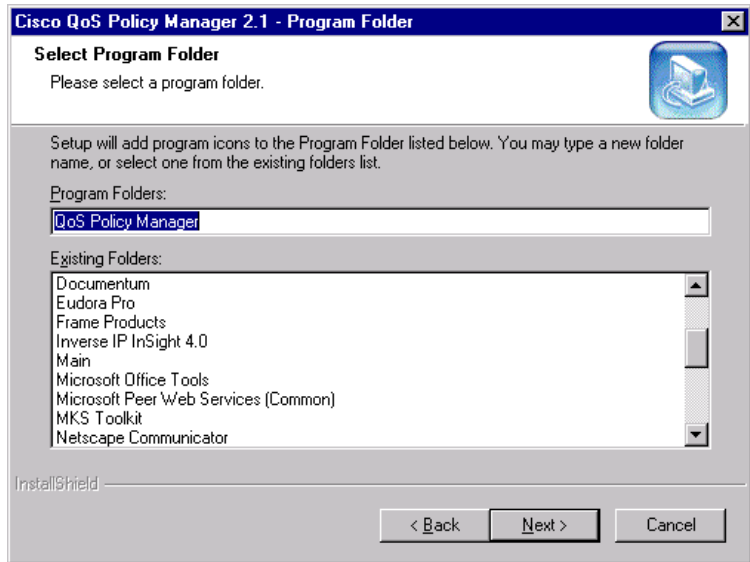 Cisco QoS Policy Manager 2.1 - Program Folder
Select Program Folder
Please select a program folder.
Setup will add program icons to the Program Folder listed below. You may type a new folder
name, or select one from the existing folders list.
Program Folders:
QoS Policy Manager
Existing Folders:
Documentum
Eudora Pro
Frame Products
Inverse IP InSight 4.0
Main
Microsoft Office Tools
Microsoft Peer Web Services (Common)
MKS Toolkit
Netscape Communicator
InstallShield
< Back Next > Cancel